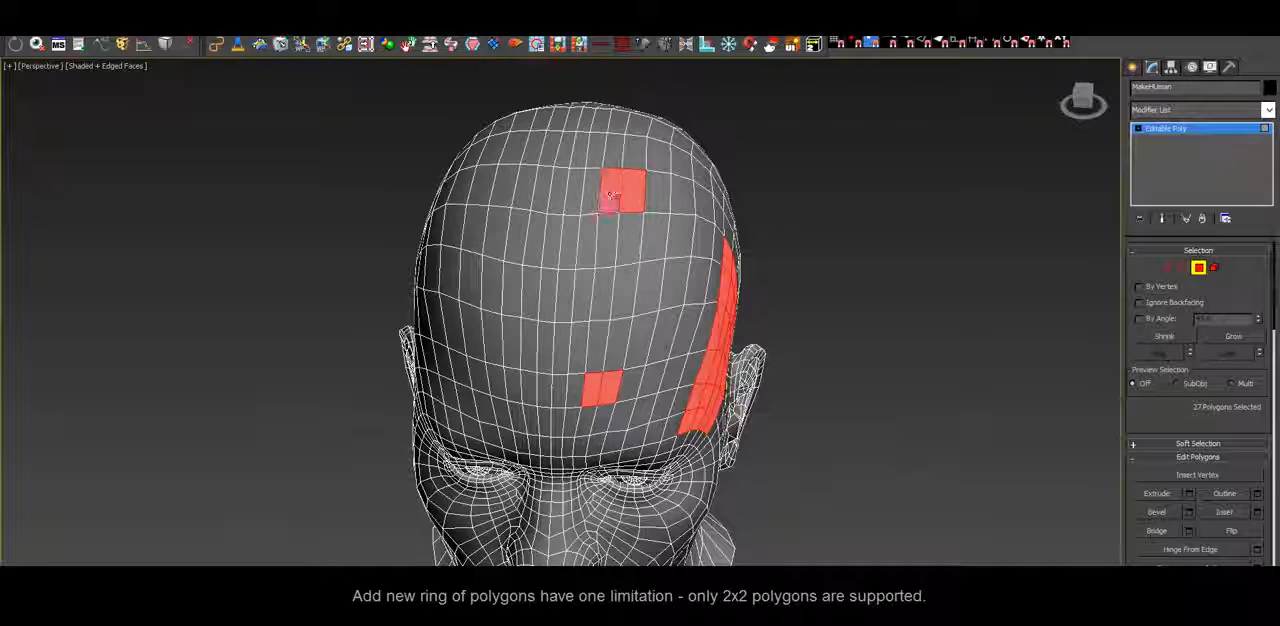 MS
[+] [Perspective] [Shaded + Edged Faces]
MakeHuman
Modifier List
Editable Poly
Selection
By Vertex
Ignore Backfacing
By Angle:
Shrink
Grow
Preview Selection
Off
SubObj
Multi
27 Polygons Selected
Soft Selection
Edit Polygons
Insert Vertex
Extrude
Outline
Bevel
Inset
Bridge
Flip
Hinge From Edge
Add new ring of polygons have one limitation - only 2x2 polygons are supported.